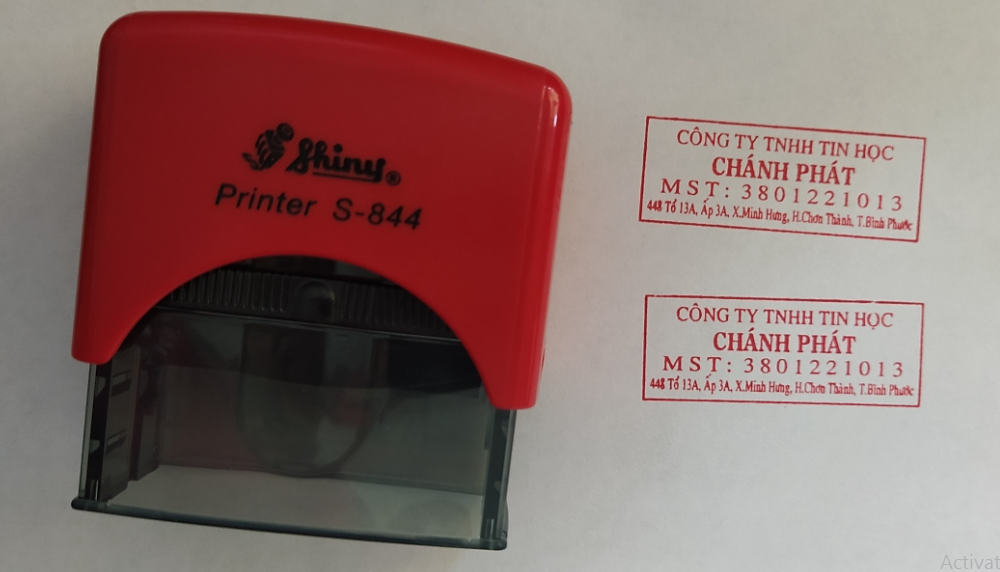 Shiny®
Printer S-844
CÔNG TY TNHH TIN HỌC
CHÁNH PHÁT
MST: 3801221013
448 Tổ 13A, Ấp 3A, X.Minh Hưng, H.Chơn Thành, T.Bình Phước
CÔNG TY TNHH TIN HỌC
CHÁNH PHÁT
MST: 3801221013
448 Tổ 13A, Ấp 3A, X.Minh Hưng, H.Chơn Thành, T.Bình Phước
Activat